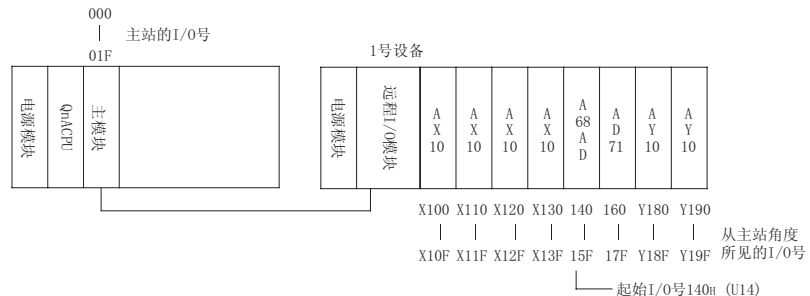 000
主站的I/O号
01F
1号设备
电源模块
QnACPU
主模块
电源模块
远程I/O模块
AX10
AX10
AX10
AX10
A68AD
AD71
AY10
AY10
X100 X110 X120 X130 140 160 Y180 Y190
X10F X11F X12F X13F 15F 17F Y18F Y19F
从主站角度
所见的I/O号
起始I/O号140H (U14)